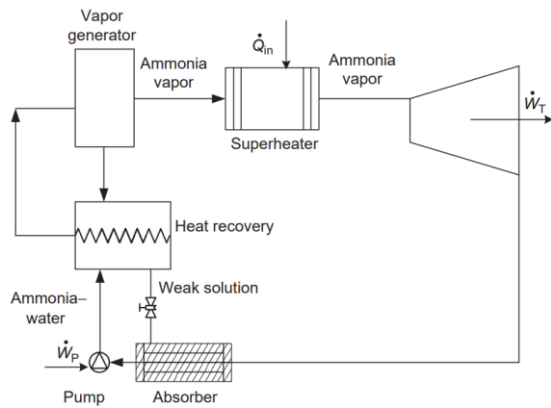 Vapor
generator
Ammonia
vapor
Q̇in
Ammonia
vapor
ẆT
Superheater
Heat recovery
Weak solution
Ammonia–
water
ẆP
Pump
Absorber